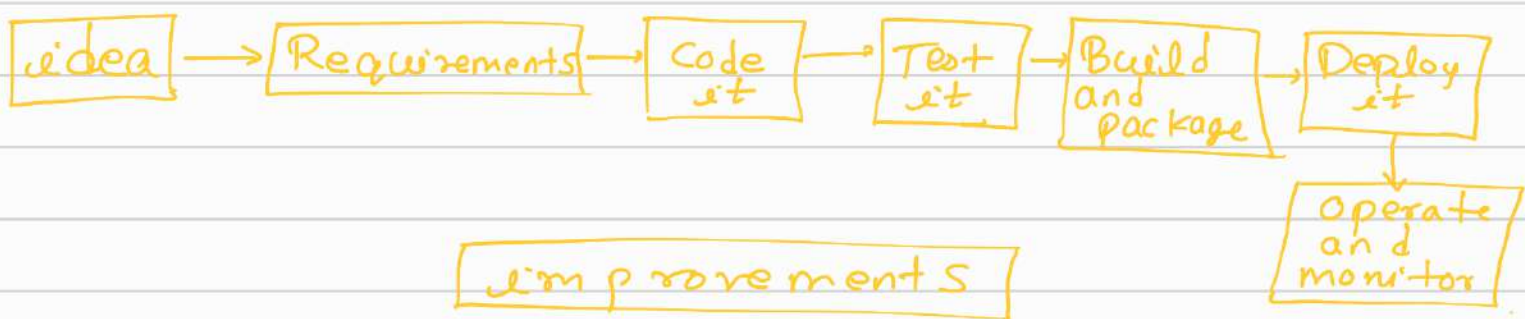 idea
Requirements
Code
it
Test
it
Build
and
package
Deploy
it
operate
and
monitor
improvements